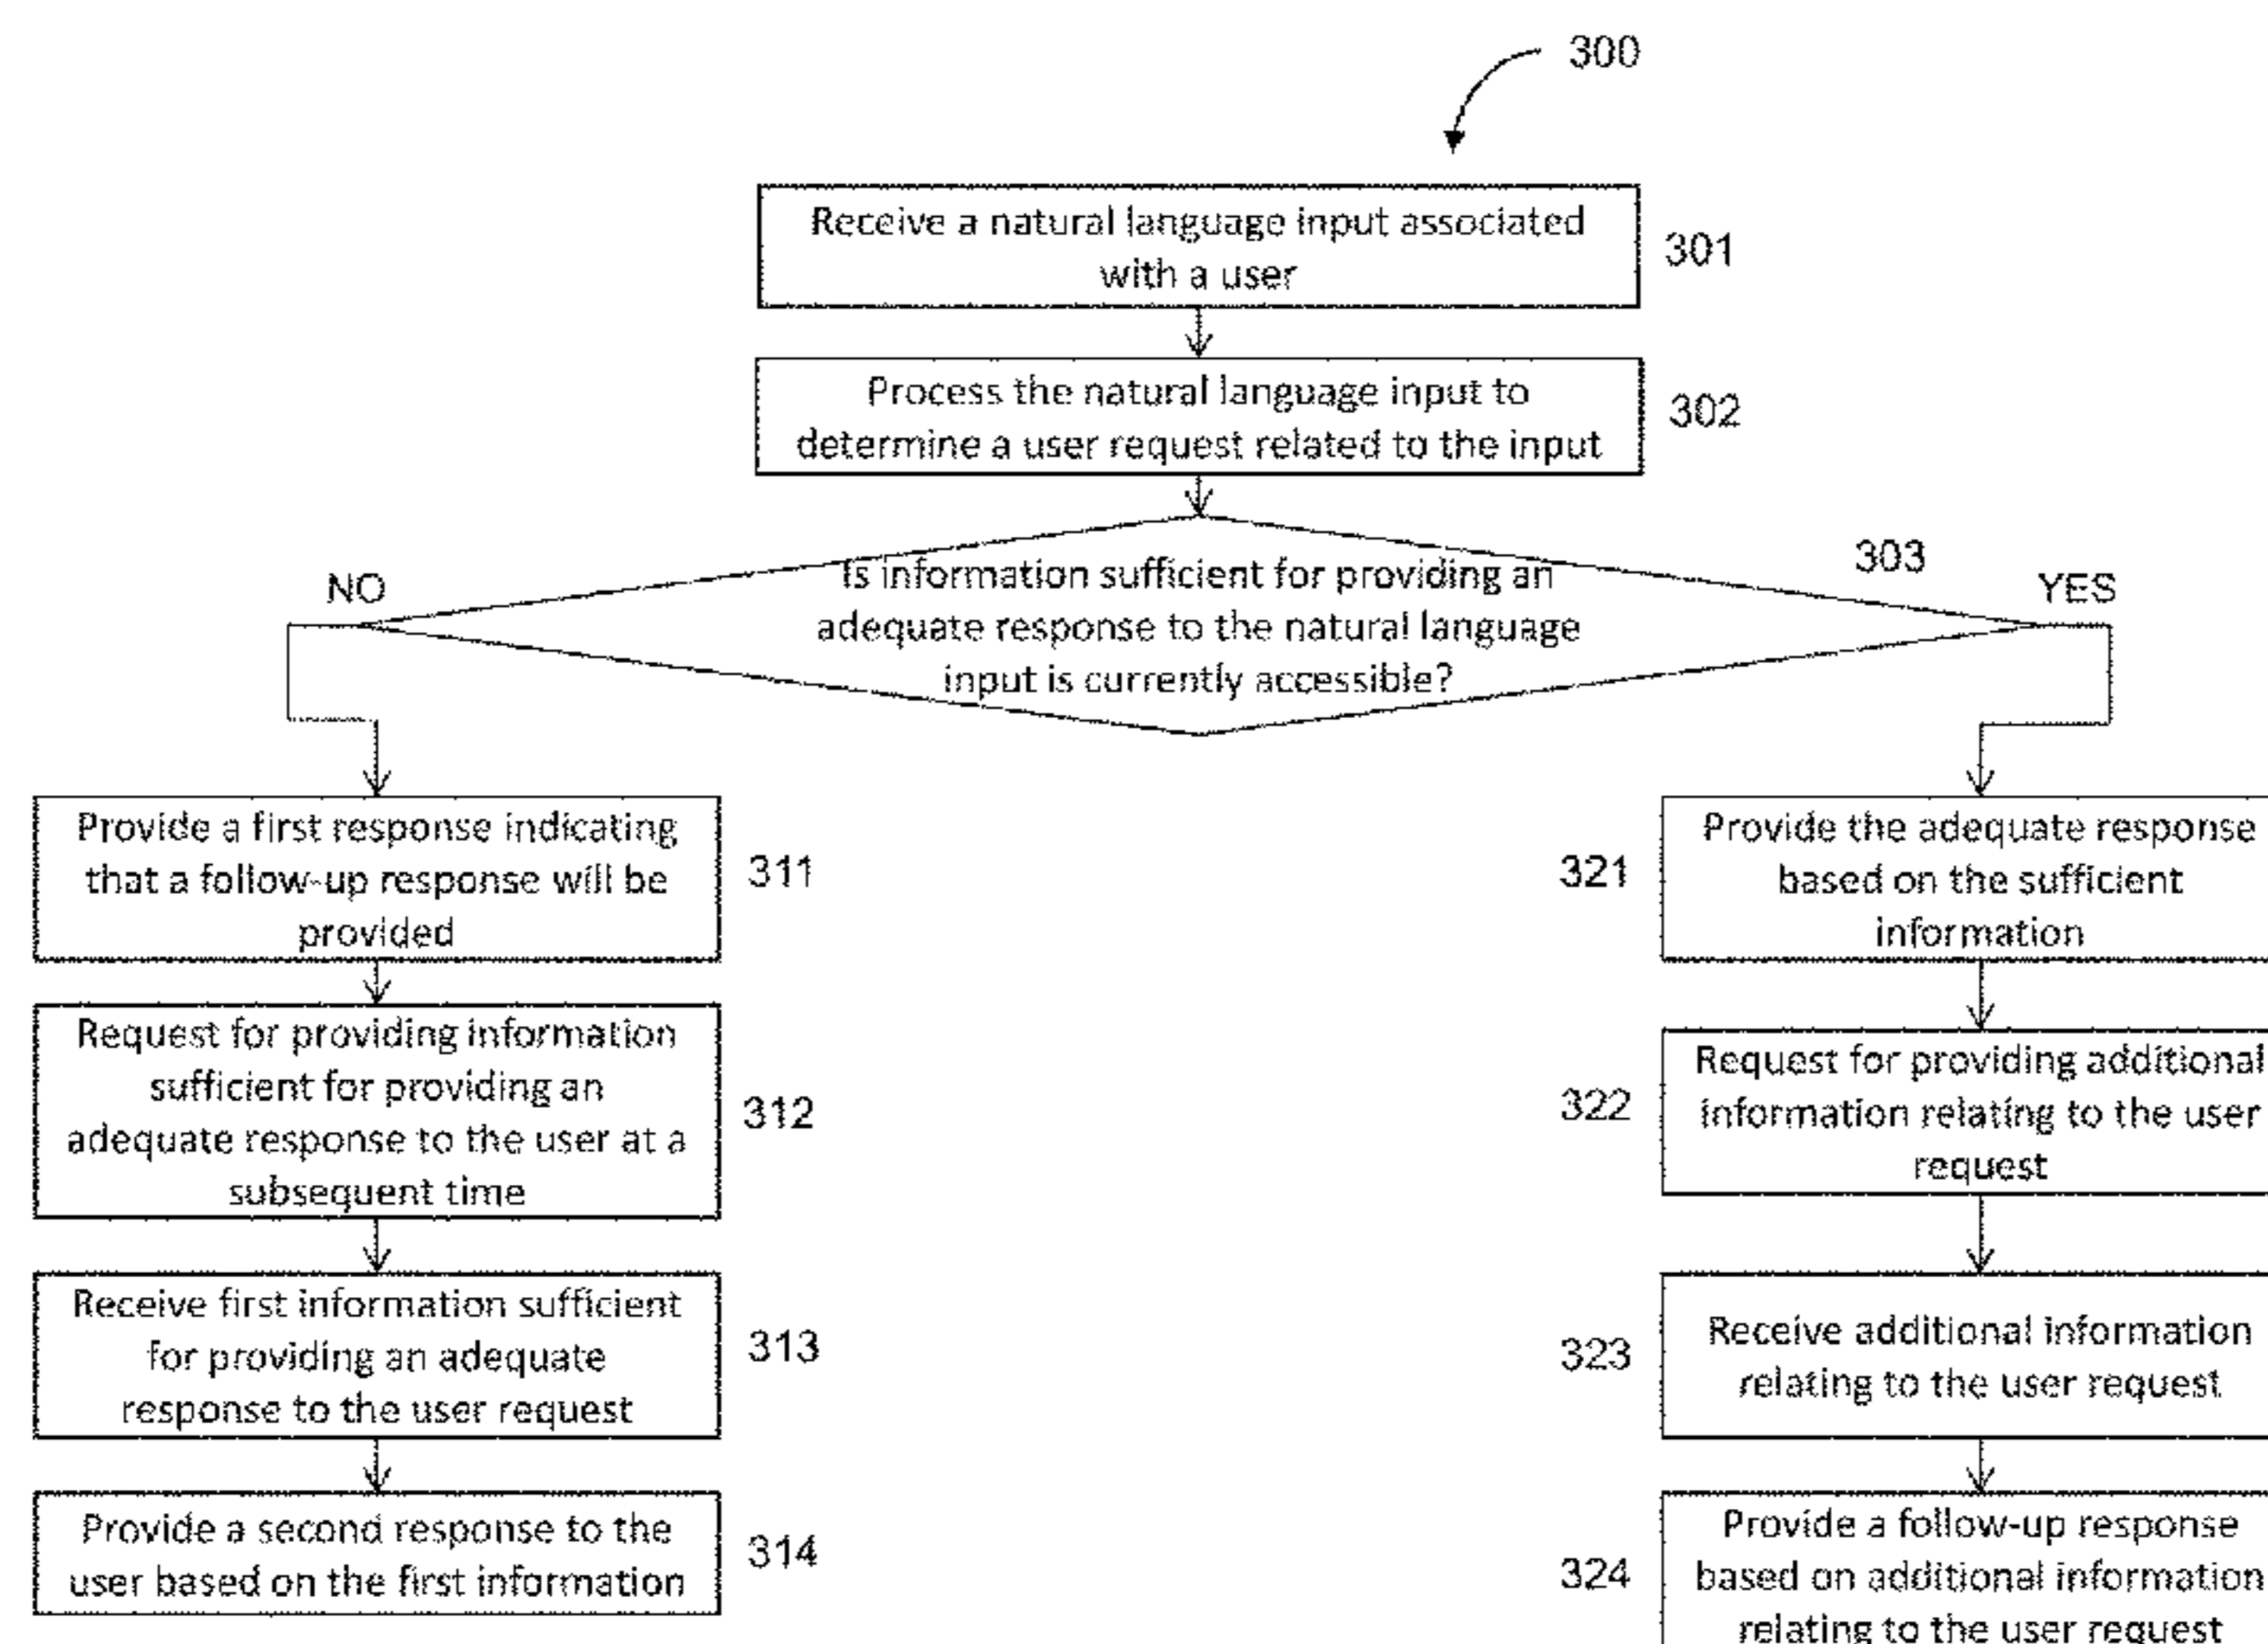 300
Receive a natural language input associated
with a user
301
Process the natural language input to
determine a user request related to the input
302
Is information sufficient for providing an
adequate response to the natural language
input is currently accessible?
303
NO
YES
Provide a first response indicating
that a follow-up response will be
provided
311
Request for providing information
sufficient for providing an
adequate response to the user at a
subsequent time
312
Receive first information sufficient
for providing an adequate
response to the user request
313
Provide a second response to the
user based on the first information
314
321
Provide the adequate response
based on the sufficient
information
322
Request for providing additional
information relating to the user
request
323
Receive additional information
relating to the user request
324
Provide a follow-up response
based on additional information
relating to the user request